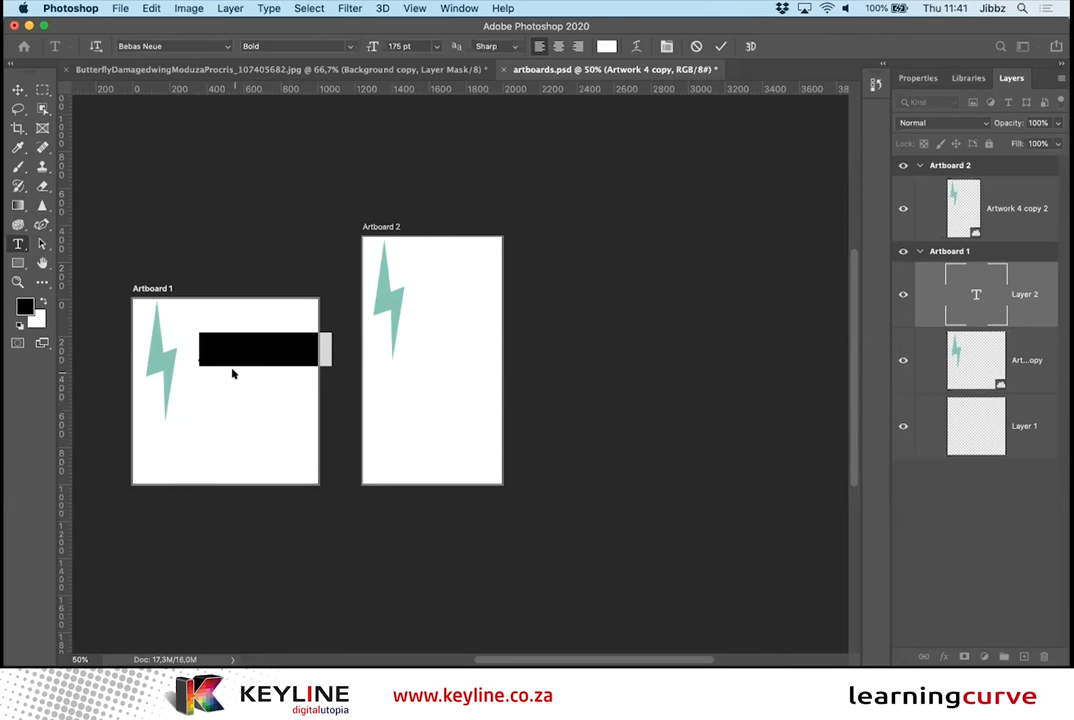 Photoshop File Edit Image Layer Type Select Filter 3D View Window Help 100% Thu 11:41 Jibbz
Adobe Photoshop 2020
T Bebas Neue Bold 175 pt Sharp 3D
ButterflyDamagedwingModuzaProcris_107405682.jpg @ 66,7% (Background copy, Layer Mask/8) *
artboards.psd @ 50% (Artwork 4 copy, RGB/8#) *
200 0 200 400 600 800 1000 1200 1400 1600 1800 2000 2200 2400 2600 2800 3000 3200 3400 3600 38
Properties Libraries Layers
Kind
Normal Opacity: 100%
Lock: Fill: 100%
Artboard 2
Artwork 4 copy 2
Artboard 1
T Layer 2
Art...opy
Layer 1
Artboard 2
Artboard 1
50% Doc: 17,3M/16,0M
KEYLINE
digitalutopia
www.keyline.co.za
learningcurve